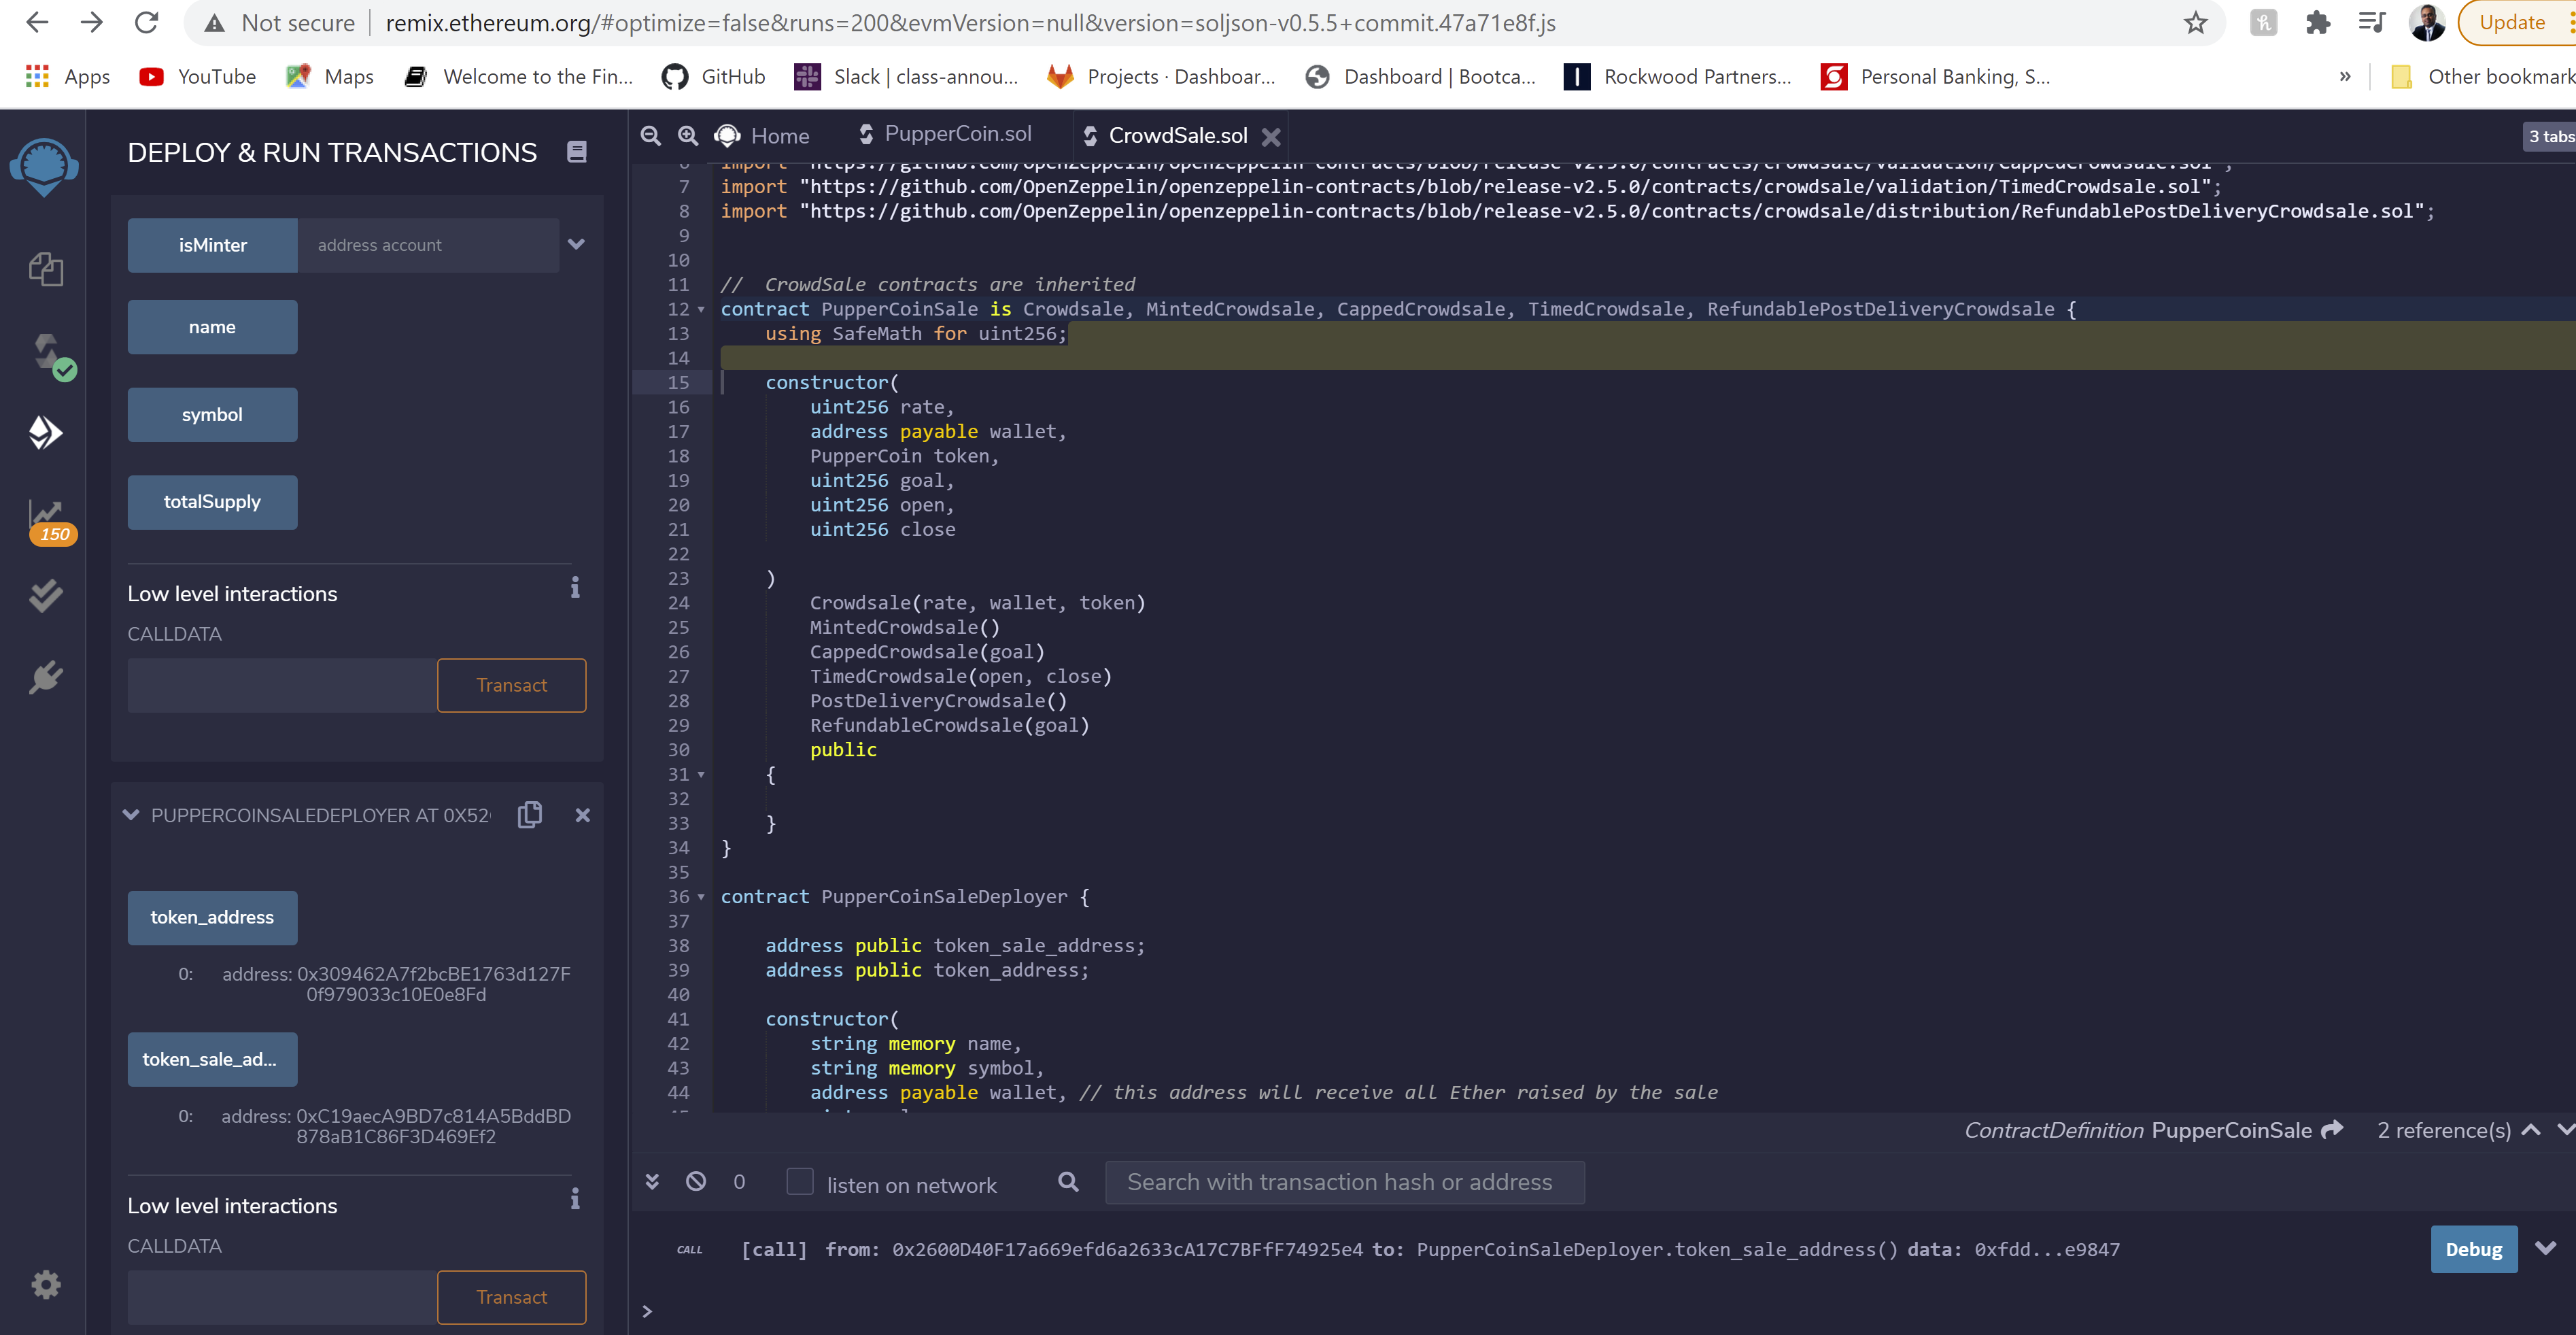 Not secure
remix.ethereum.org/#optimize=false&runs=200&evmVersion=null&version=soljson-v0.5.5+commit.47a71e8f.js
Update
Apps
YouTube
Maps
Welcome to the Fin...
GitHub
Slack | class-annou...
Projects · Dashboar...
Dashboard | Bootca...
Rockwood Partners...
Personal Banking, S...
»
Other bookmark
DEPLOY & RUN TRANSACTIONS
isMinter
address account
name
symbol
totalSupply
150
Low level interactions
CALLDATA
Transact
PUPPERCOINSALEDEPLOYER AT 0X52
token_address
0: address: 0x309462A7f2bcBE1763d127F
0f979033c10E0e8Fd
token_sale_ad...
0: address: 0xC19aecA9BD7c814A5BddBD
878aB1C86F3D469Ef2
Low level interactions
CALLDATA
Transact
Home
PupperCoin.sol
CrowdSale.sol
3 tabs
6 import "https://github.com/OpenZeppelin/openzeppelin-contracts/blob/release-v2.5.0/contracts/crowdsale/validation/CappedCrowdsale.sol";
7 import "https://github.com/OpenZeppelin/openzeppelin-contracts/blob/release-v2.5.0/contracts/crowdsale/validation/TimedCrowdsale.sol";
8 import "https://github.com/OpenZeppelin/openzeppelin-contracts/blob/release-v2.5.0/contracts/crowdsale/distribution/RefundablePostDeliveryCrowdsale.sol";
9
10
11 //  CrowdSale contracts are inherited
12 contract PupperCoinSale is Crowdsale, MintedCrowdsale, CappedCrowdsale, TimedCrowdsale, RefundablePostDeliveryCrowdsale {
13     using SafeMath for uint256;
14
15     constructor(
16         uint256 rate,
17         address payable wallet,
18         PupperCoin token,
19         uint256 goal,
20         uint256 open,
21         uint256 close
22
23     )
24         Crowdsale(rate, wallet, token)
25         MintedCrowdsale()
26         CappedCrowdsale(goal)
27         TimedCrowdsale(open, close)
28         PostDeliveryCrowdsale()
29         RefundableCrowdsale(goal)
30         public
31     {
32
33     }
34 }
35
36 contract PupperCoinSaleDeployer {
37
38     address public token_sale_address;
39     address public token_address;
40
41     constructor(
42         string memory name,
43         string memory symbol,
44         address payable wallet, // this address will receive all Ether raised by the sale
ContractDefinition PupperCoinSale
2 reference(s)
0
listen on network
Search with transaction hash or address
CALL
[call] from: 0x2600D40F17a669efd6a2633cA17C7BFfF74925e4 to: PupperCoinSaleDeployer.token_sale_address() data: 0xfdd...e9847
Debug
>